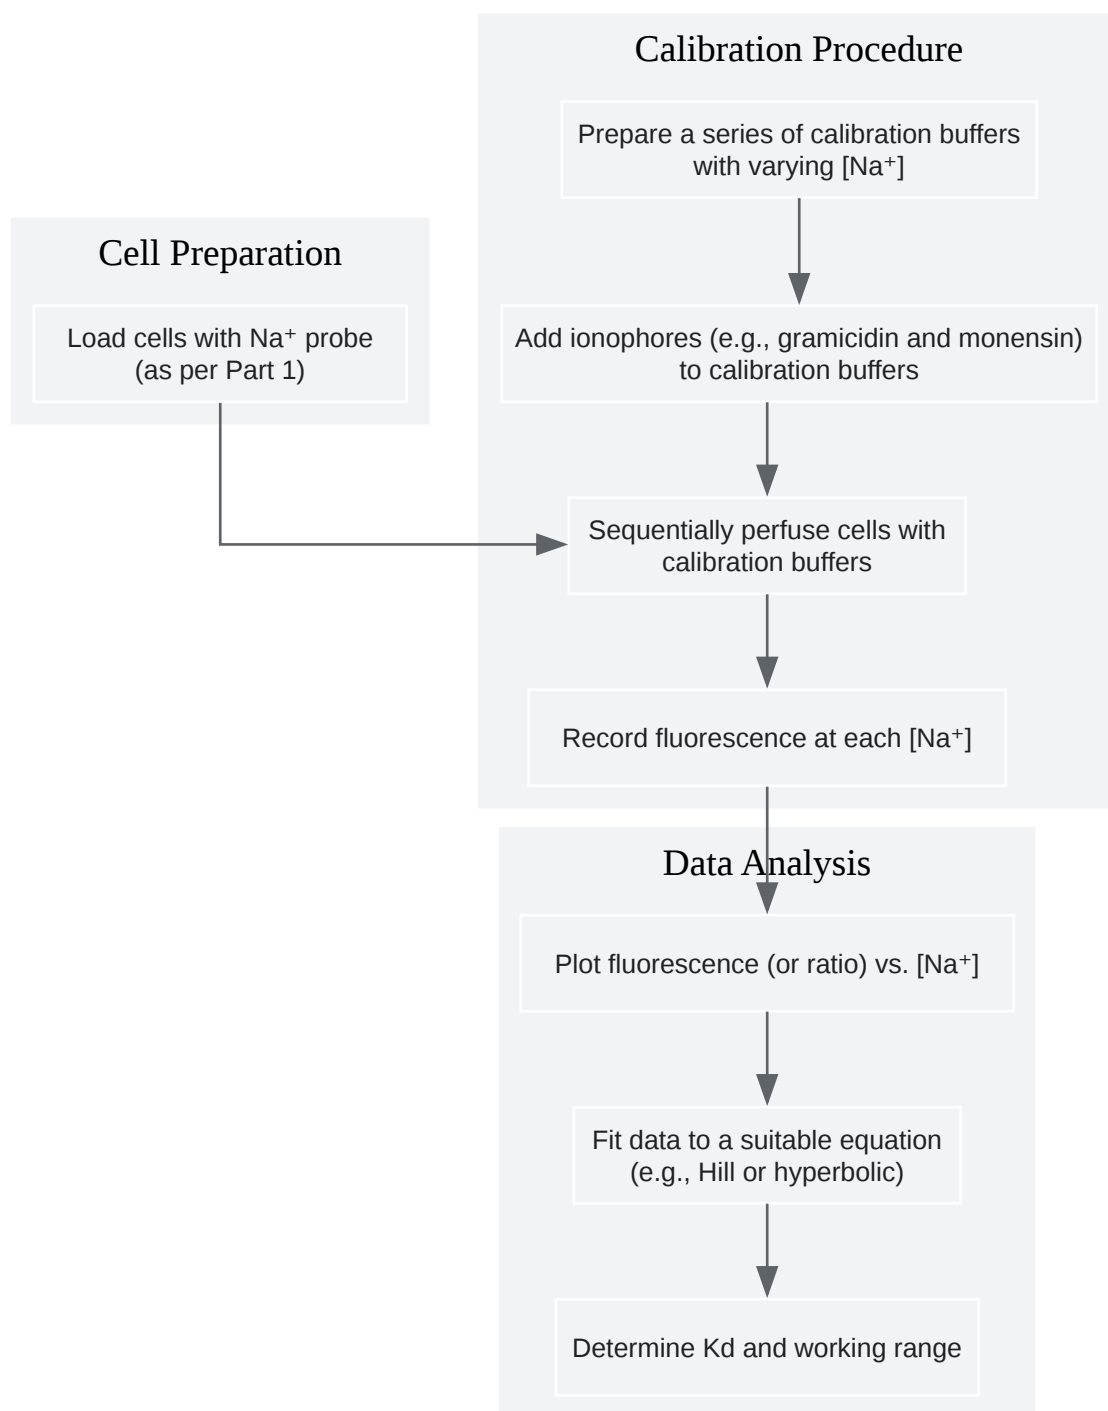 Calibration Procedure
Prepare a series of calibration buffers
with varying [Na⁺]
Cell Preparation
Load cells with Na⁺ probe
(as per Part 1)
Add ionophores (e.g., gramicidin and monensin)
to calibration buffers
Sequentially perfuse cells with
calibration buffers
Record fluorescence at each [Na⁺]
Data Analysis
Plot fluorescence (or ratio) vs. [Na⁺]
Fit data to a suitable equation
(e.g., Hill or hyperbolic)
Determine Kd and working range